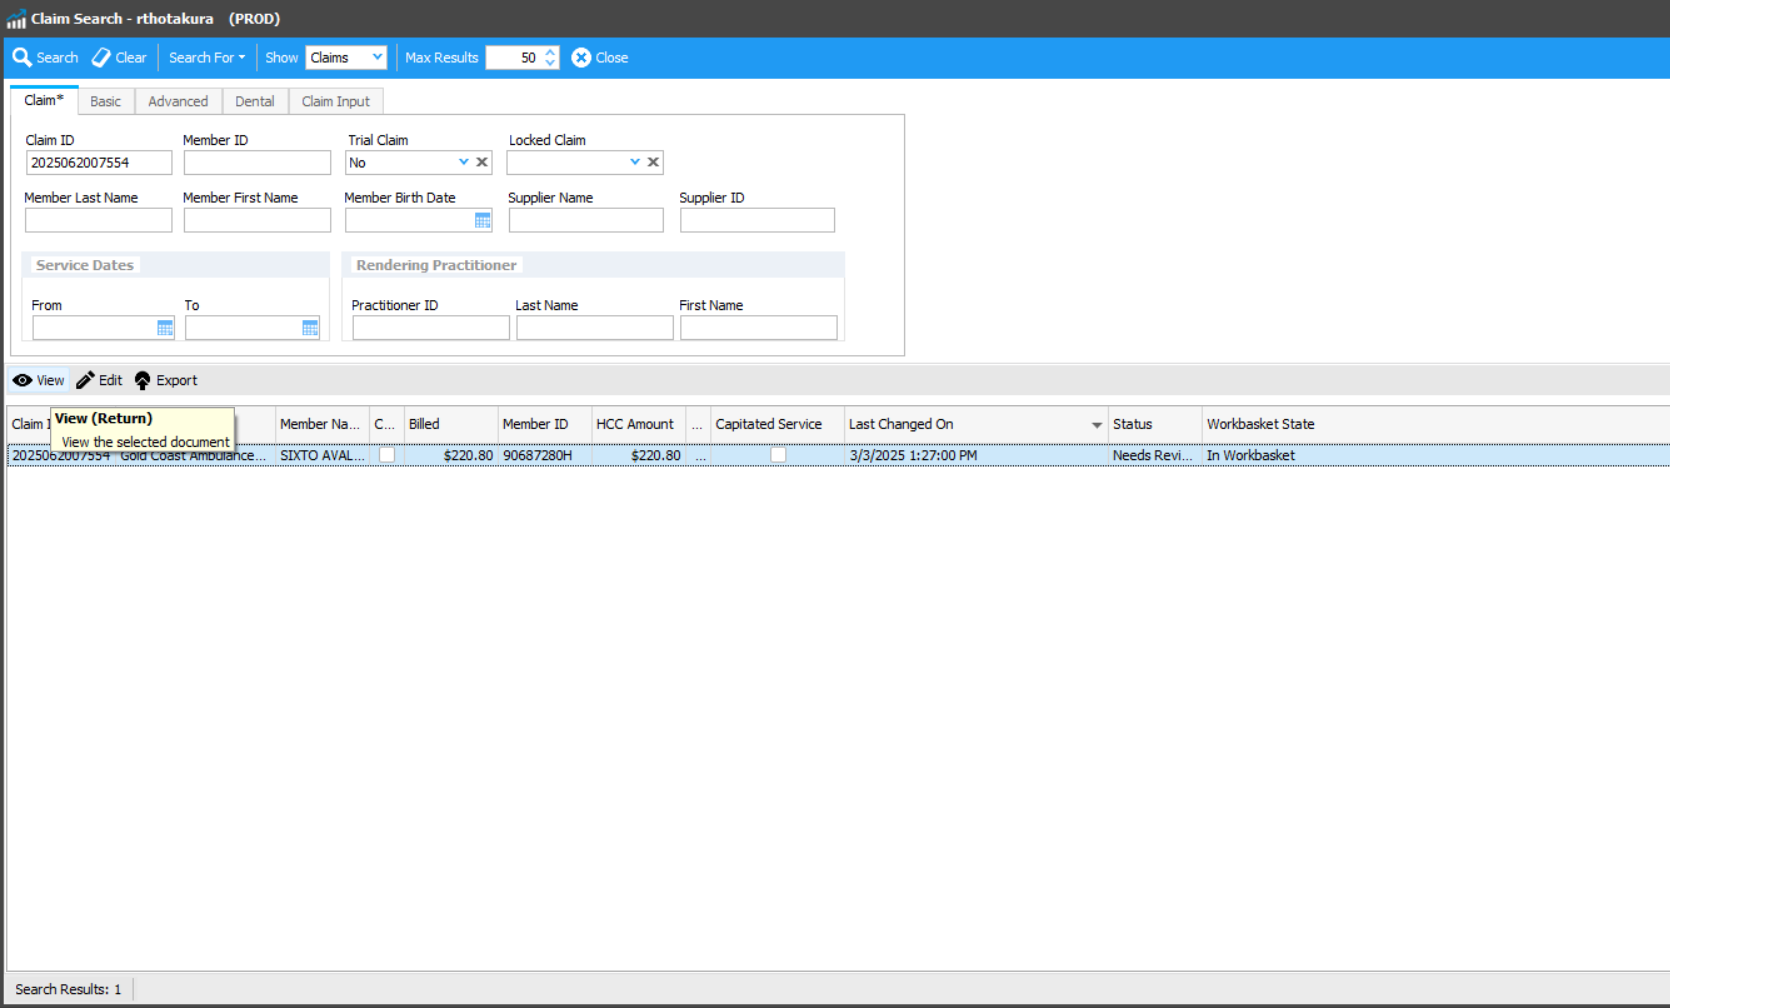 Claim Search - rthotakura (PROD)
Search Clear Search For Show Claims Max Results 50 Close
Claim* Basic Advanced Dental Claim Input
Claim ID Member ID Trial Claim Locked Claim
2025062007554 No
Member Last Name Member First Name Member Birth Date Supplier Name Supplier ID
Service Dates Rendering Practitioner
From To Practitioner ID Last Name First Name
View Edit Export
View (Return)
View the selected document
Claim I Member Na... C... Billed Member ID HCC Amount ... Capitated Service Last Changed On Status Workbasket State
2025062007554 Gold Coast Ambulance... SIXTO AVAL... $220.80 90687280H $220.80 ... 3/3/2025 1:27:00 PM Needs Revi... In Workbasket
Search Results: 1